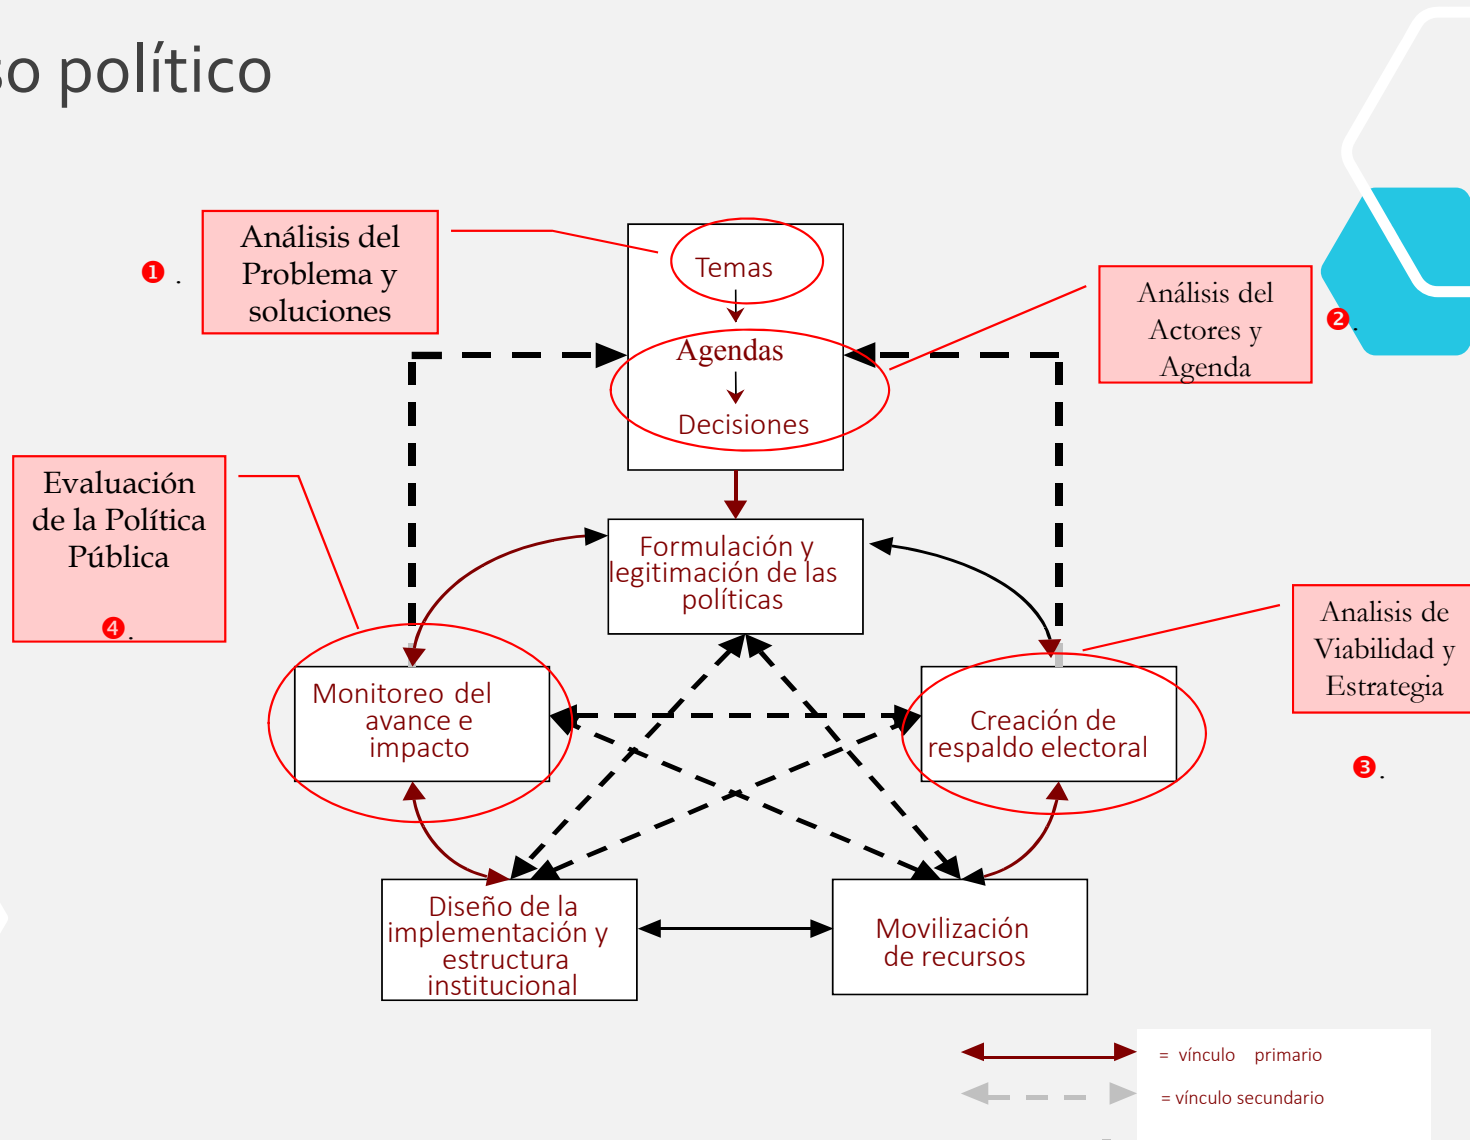 so político
Análisis del
Problema y
soluciones
❶ .
Temas
Agendas
Decisiones
Análisis del
Actores y
Agenda
❷.
Evaluación
de la Política
Pública
❹.
Formulación y
legitimación de las
políticas
Analisis de
Viabilidad y
Estrategia
❸.
Monitoreo del
avance e
impacto
Creación de
respaldo electoral
Diseño de la
implementación y
estructura
institucional
Movilización
de recursos
= vínculo primario
= vínculo secundario